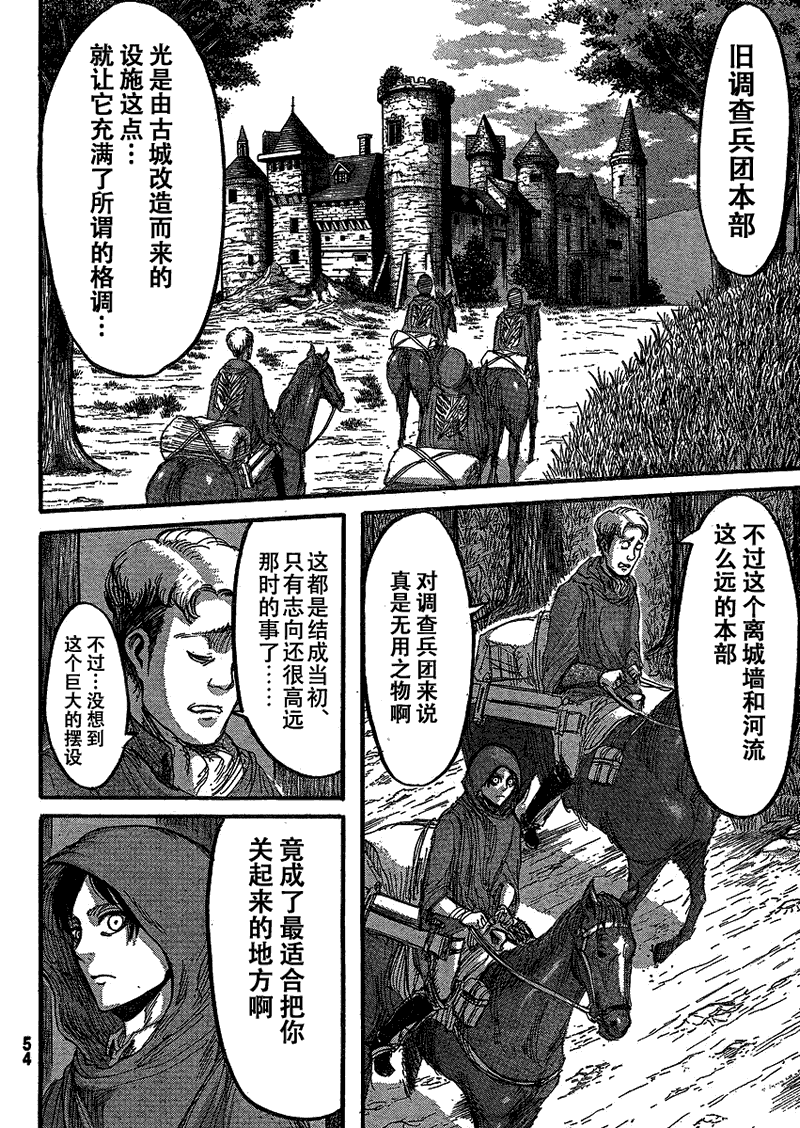 旧调查兵团本部
光是由古城改造而来的
设施这点…
就让它充满了所谓的格调…
不过这个离城墙和河流
这么远的本部
对调查兵团来说
真是无用之物啊
这都是结成当初、
只有志向还很高远
那时的事了……
不过…没想到
这个巨大的摆设
竟成了最适合把你
关起来的地方啊
54